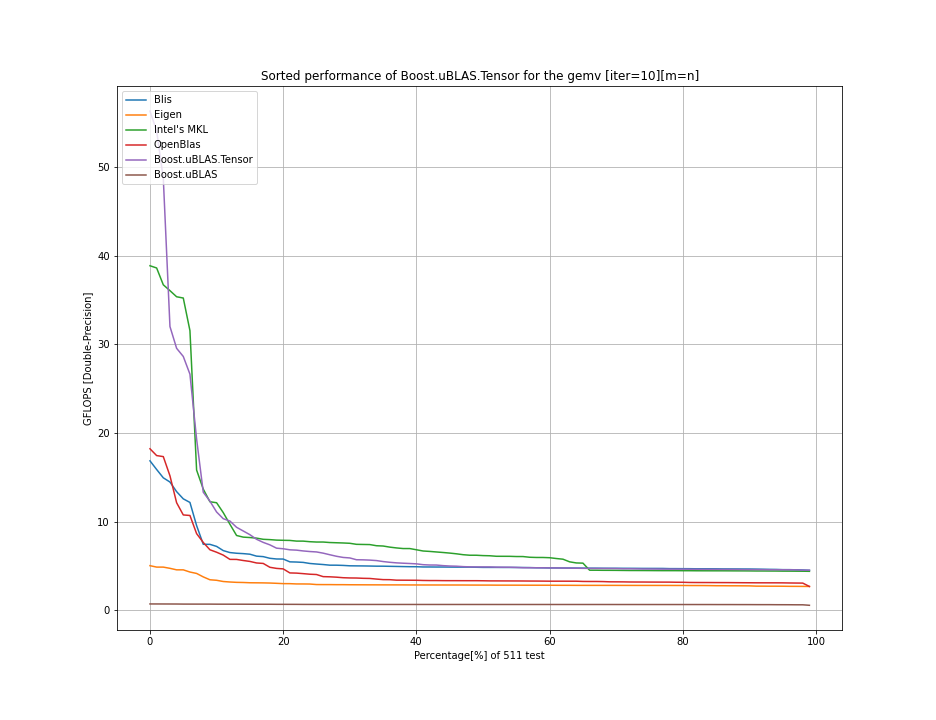 Sorted performance of Boost.uBLAS.Tensor for the gemv [iter=10][m=n]
Blis
Eigen
Intel's MKL
OpenBlas
Boost.uBLAS.Tensor
Boost.uBLAS
50
40
30
20
10
0
GFLOPS [Double-Precision]
0 20 40 60 80 100
Percentage[%] of 511 test